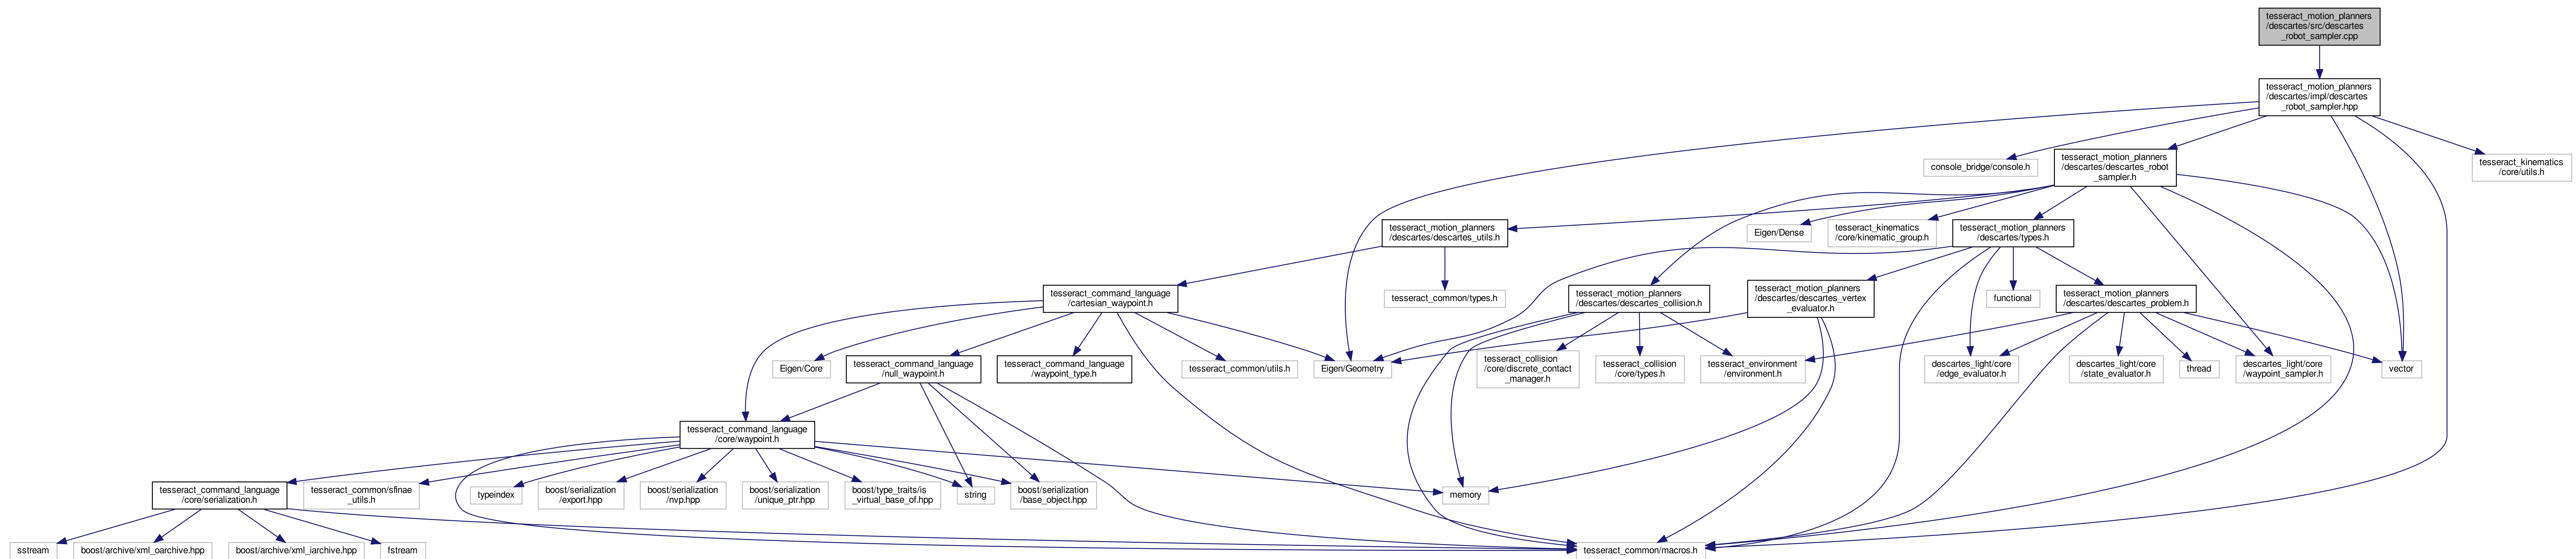 tesseract_motion_planners
/descartes/src/descartes
_robot_sampler.cpp
tesseract_motion_planners
/descartes/impl/descartes
_robot_sampler.hpp
console_bridge/console.h
tesseract_motion_planners
/descartes/descartes_robot
_sampler.h
tesseract_kinematics
/core/utils.h
tesseract_motion_planners
/descartes/descartes_utils.h
Eigen/Dense
tesseract_kinematics
/core/kinematic_group.h
tesseract_motion_planners
/descartes/types.h
tesseract_command_language
/cartesian_waypoint.h
tesseract_common/types.h
tesseract_motion_planners
/descartes/descartes_collision.h
tesseract_motion_planners
/descartes/descartes_vertex
_evaluator.h
functional
tesseract_motion_planners
/descartes/descartes_problem.h
Eigen/Core
tesseract_command_language
/null_waypoint.h
tesseract_command_language
/waypoint_type.h
tesseract_common/utils.h
Eigen/Geometry
tesseract_collision
/core/discrete_contact
_manager.h
tesseract_collision
/core/types.h
tesseract_environment
/environment.h
descartes_light/core
/edge_evaluator.h
descartes_light/core
/state_evaluator.h
thread
descartes_light/core
/waypoint_sampler.h
vector
tesseract_command_language
/core/waypoint.h
tesseract_command_language
/core/serialization.h
tesseract_common/sfinae
_utils.h
typeindex
boost/serialization
/export.hpp
boost/serialization
/nvp.hpp
boost/serialization
/unique_ptr.hpp
boost/type_traits/is
_virtual_base_of.hpp
string
boost/serialization
/base_object.hpp
memory
sstream
boost/archive/xml_oarchive.hpp
boost/archive/xml_iarchive.hpp
fstream
tesseract_common/macros.h